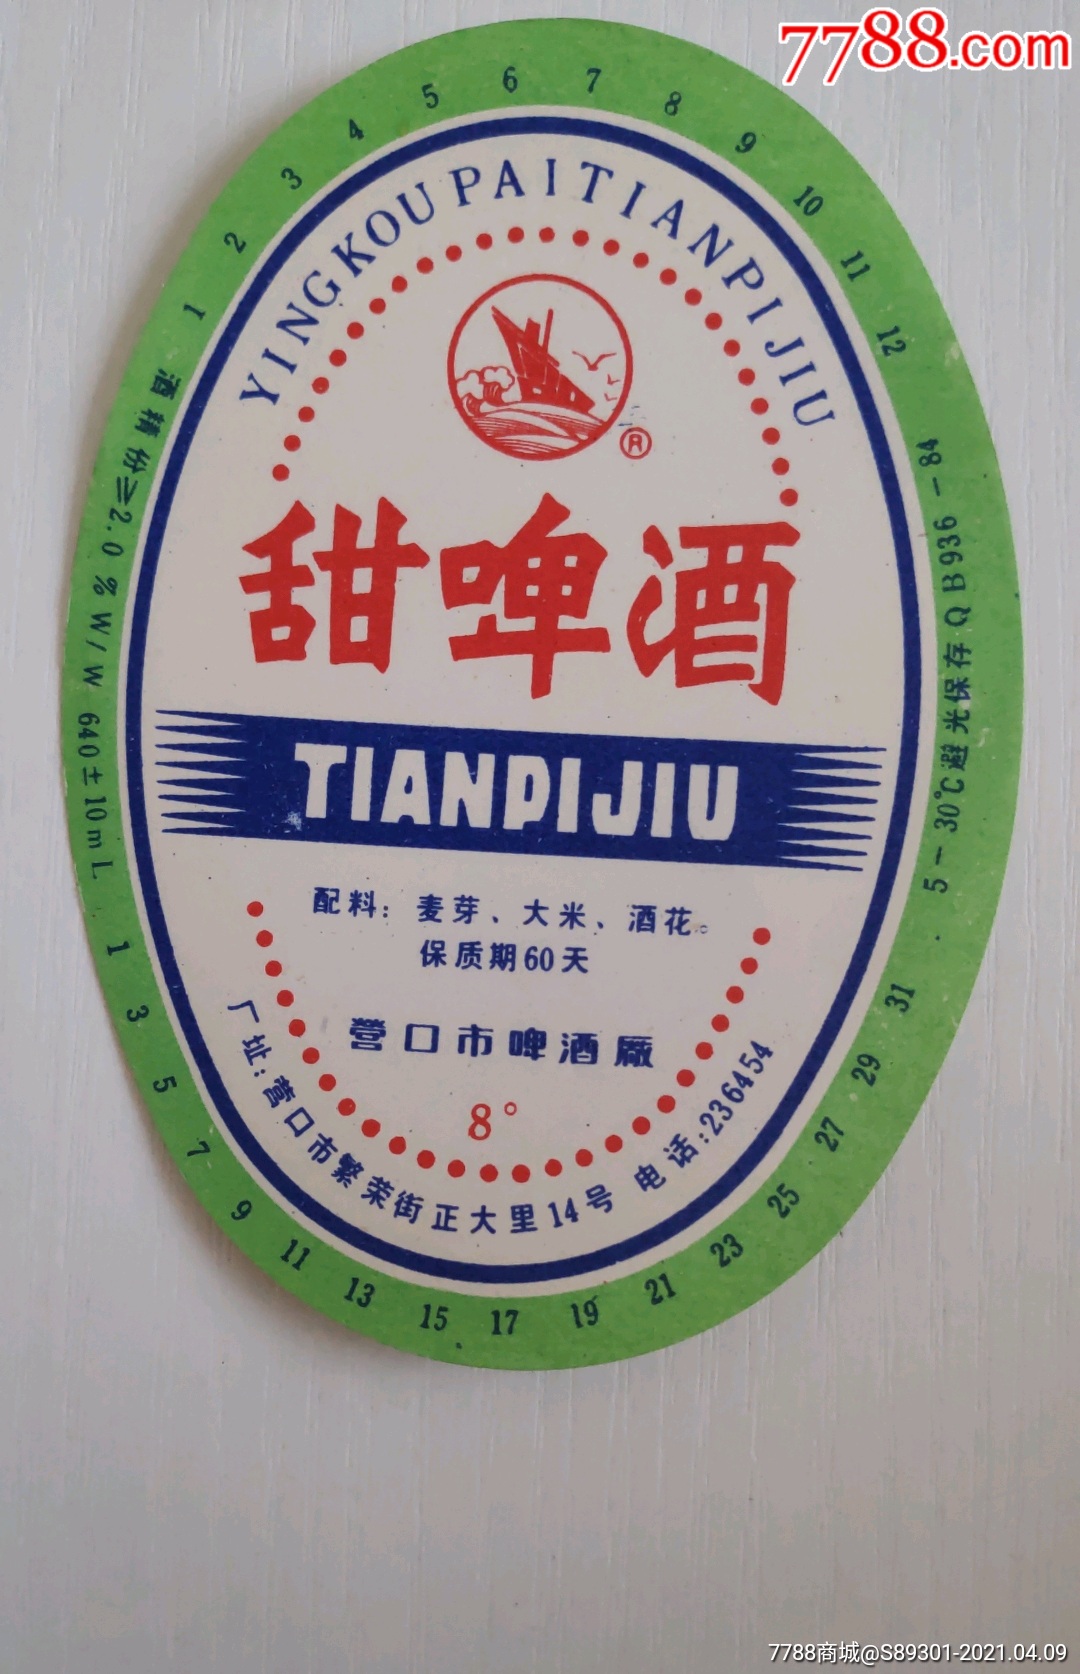 7788.com
1 2 3 4 5 6 7 8 9 10 11 12
YINGKOUPAITIANPIJIU
®
甜啤酒
TIANPIJIU
配料：麦芽、大米、酒花。
保质期60天
营口市啤酒廠
8°
厂址：营口市繁荣街正大里14号 电话：236454
酒精份≥2.0%W/W 640±10mL
5－30℃避光保存QB936－84
1 3 5 7 9 11 13 15 17 19 21 23 25 27 29 31
7788商城@S89301-2021.04.09